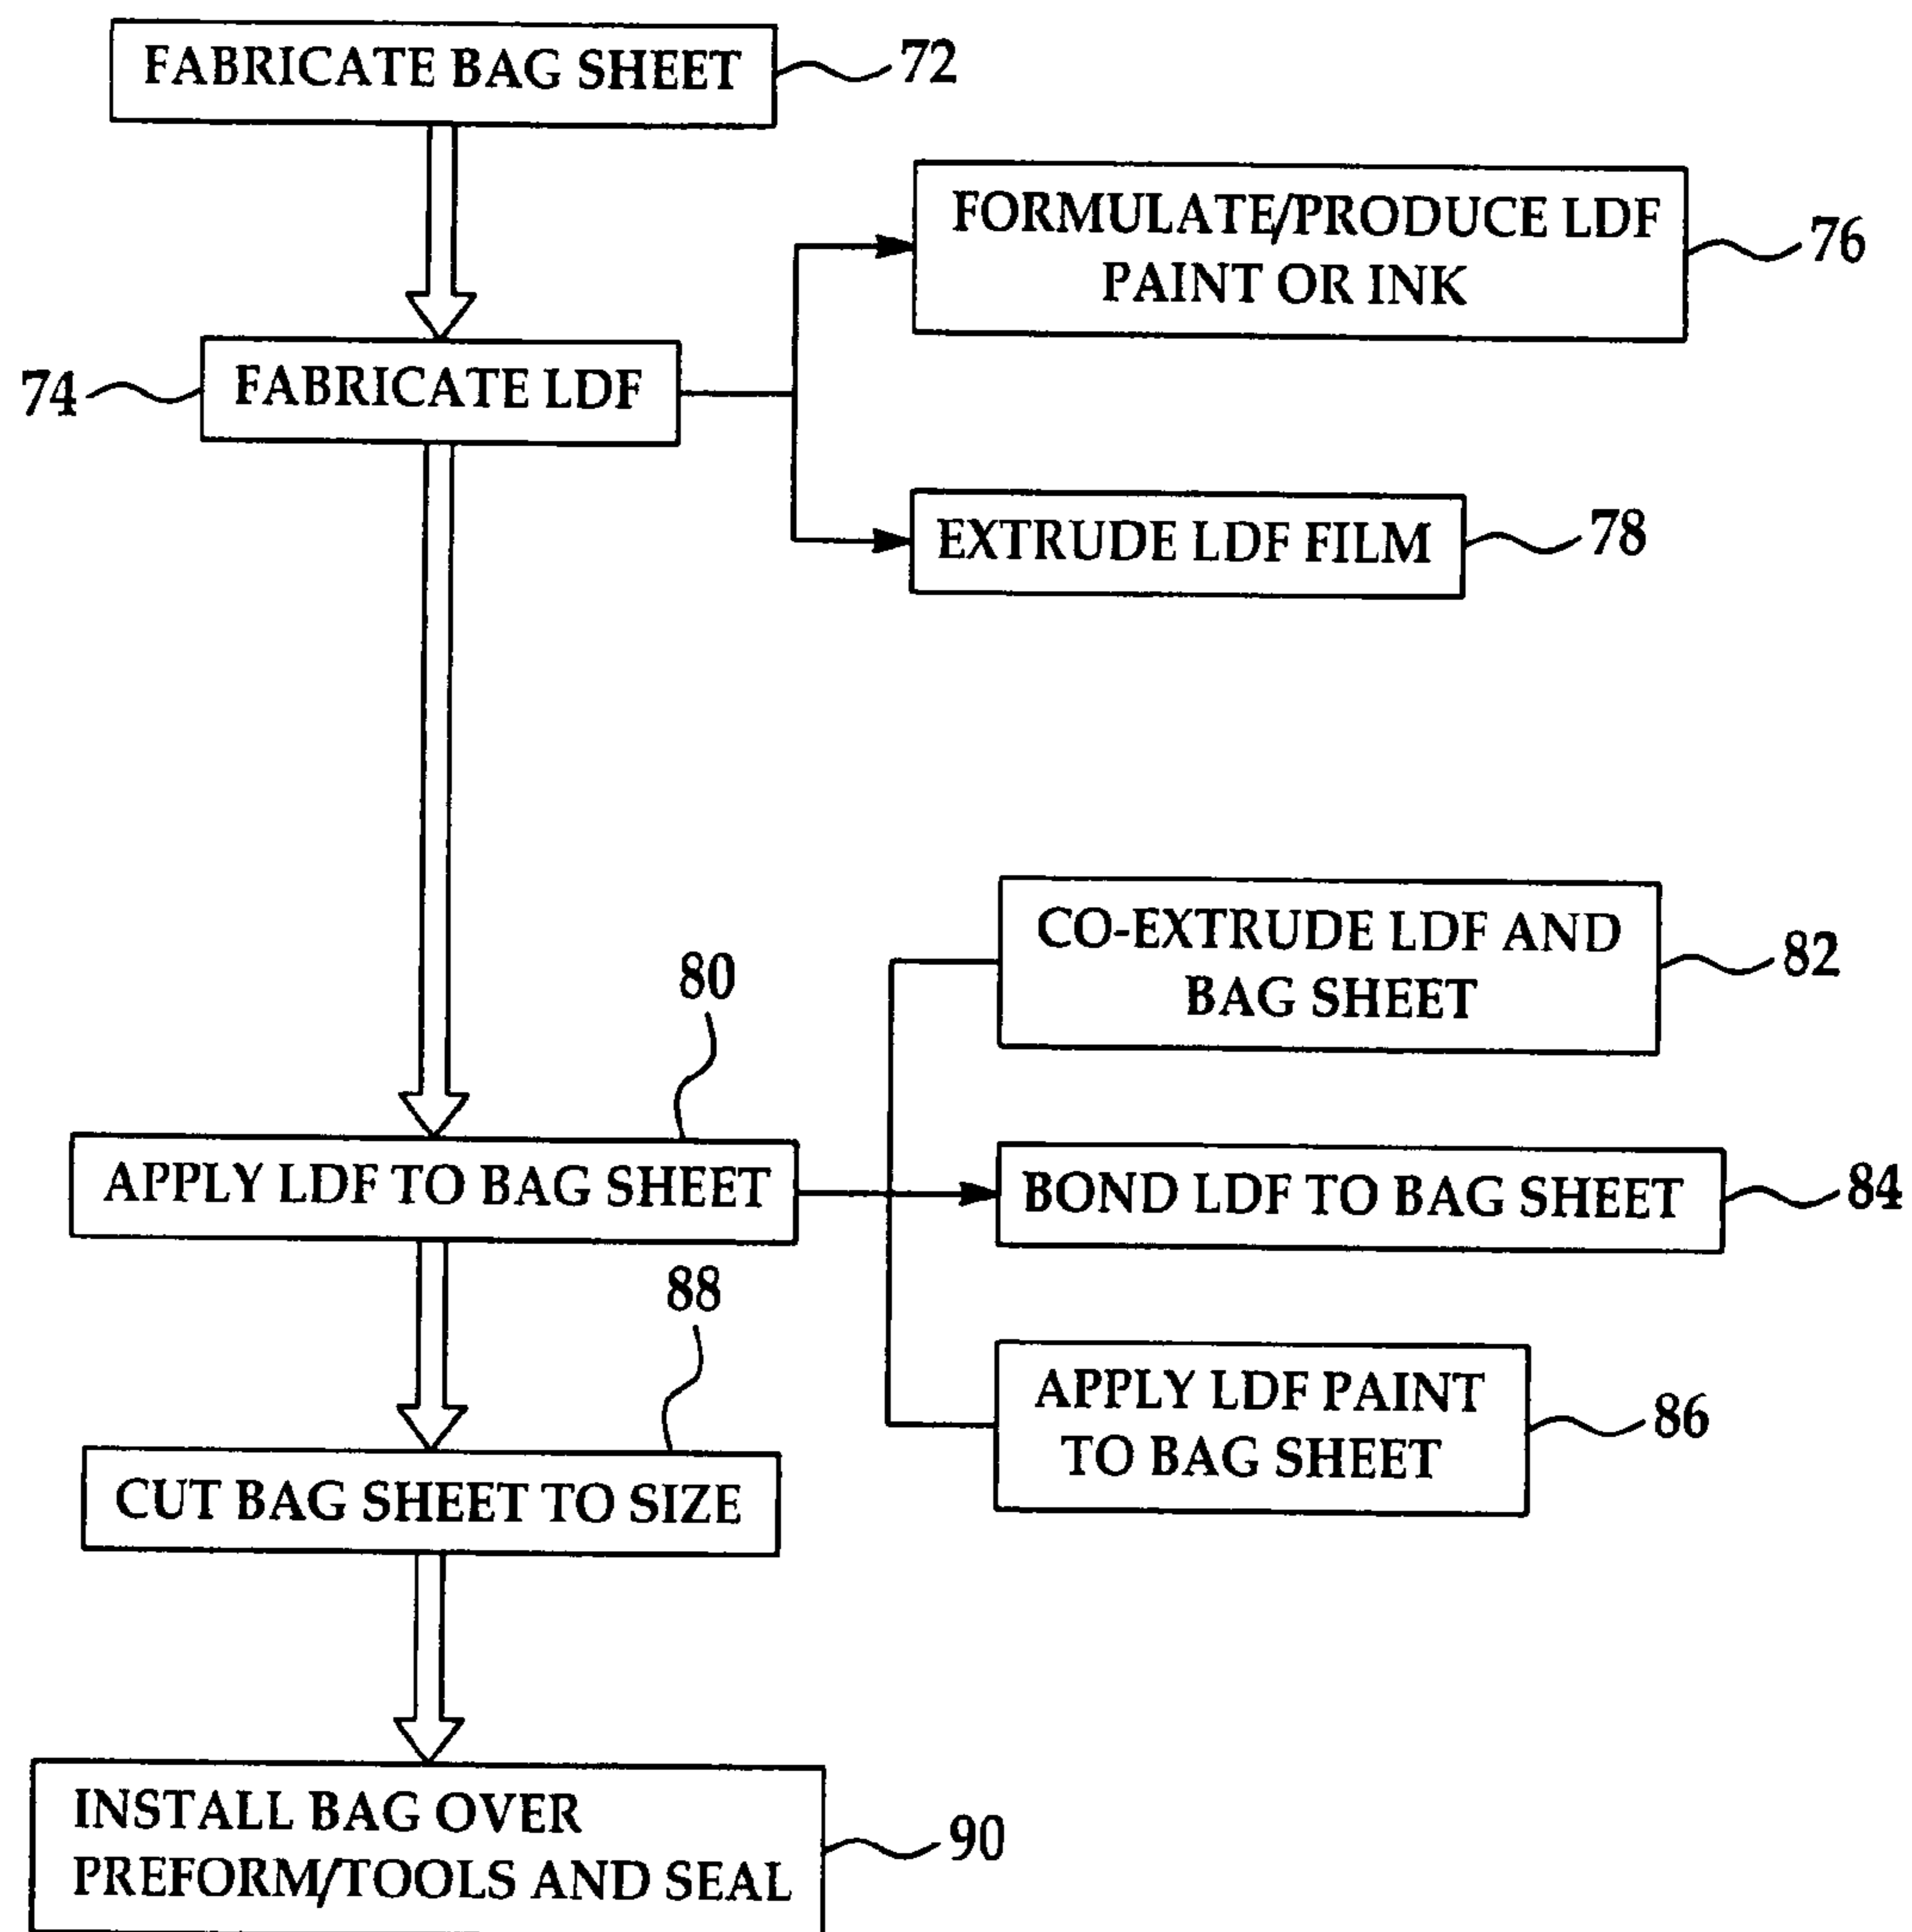 FABRICATE BAG SHEET
72
FORMULATE/PRODUCE LDF
PAINT OR INK
76
74
FABRICATE LDF
EXTRUDE LDF FILM
78
CO-EXTRUDE LDF AND
BAG SHEET
82
80
APPLY LDF TO BAG SHEET
BOND LDF TO BAG SHEET
84
88
APPLY LDF PAINT
TO BAG SHEET
86
CUT BAG SHEET TO SIZE
INSTALL BAG OVER
PREFORM/TOOLS AND SEAL
90